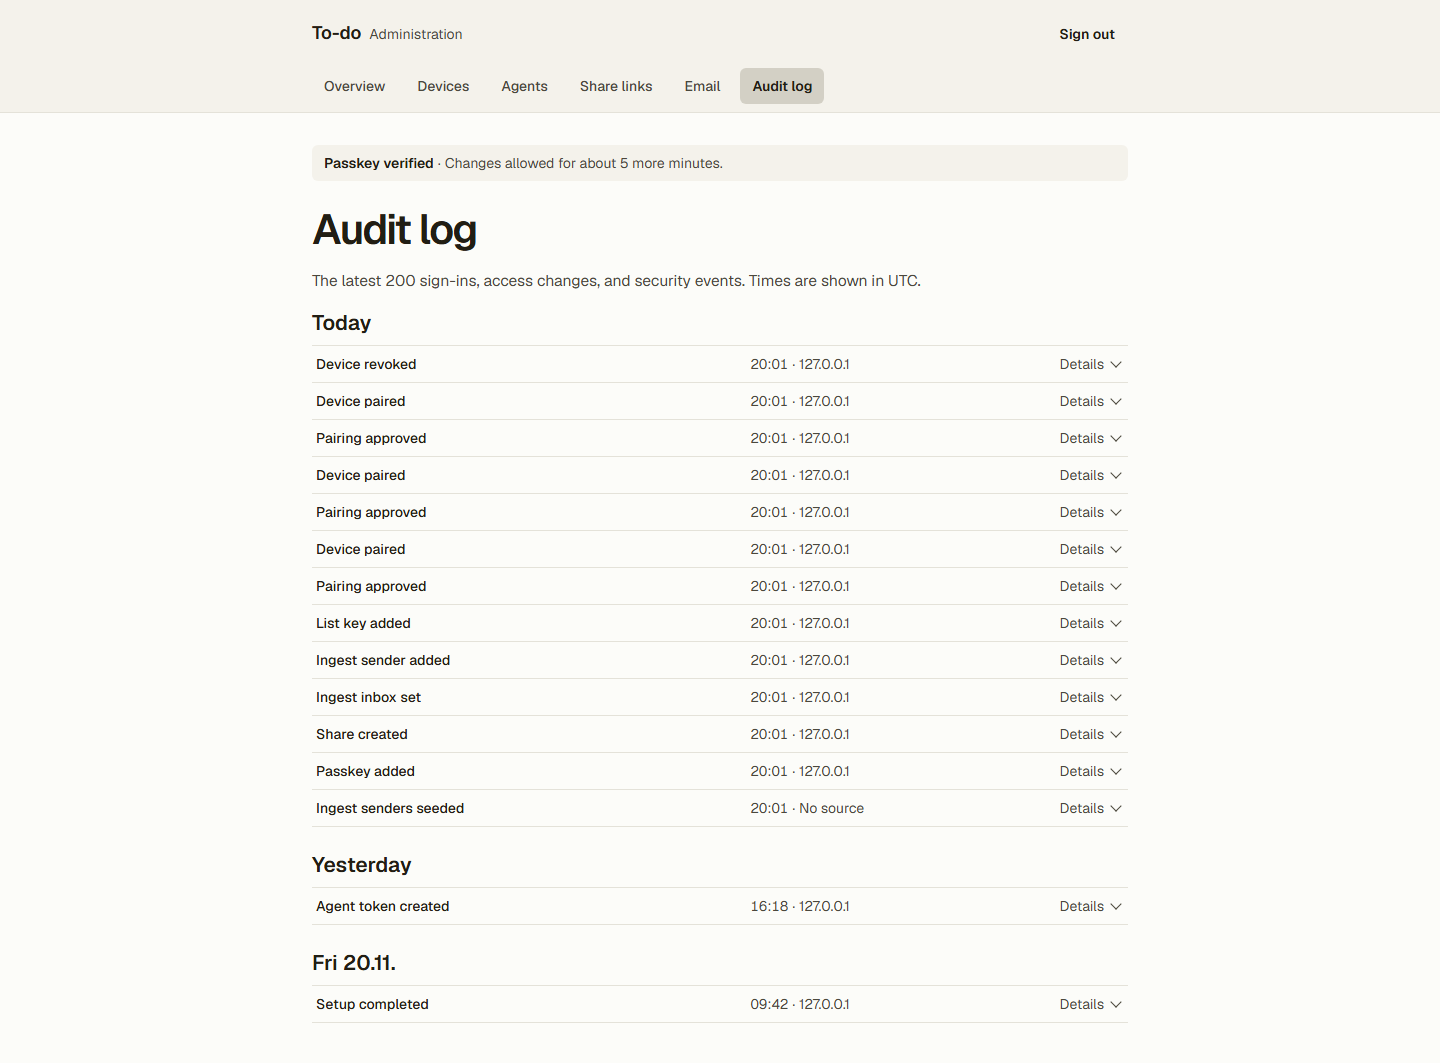 To-do Administration Sign out
Overview Devices Agents Share links Email Audit log
Passkey verified · Changes allowed for about 5 more minutes.
Audit log
The latest 200 sign-ins, access changes, and security events. Times are shown in UTC.
Today
Device revoked 20:01 · 127.0.0.1 Details
Device paired 20:01 · 127.0.0.1 Details
Pairing approved 20:01 · 127.0.0.1 Details
Device paired 20:01 · 127.0.0.1 Details
Pairing approved 20:01 · 127.0.0.1 Details
Device paired 20:01 · 127.0.0.1 Details
Pairing approved 20:01 · 127.0.0.1 Details
List key added 20:01 · 127.0.0.1 Details
Ingest sender added 20:01 · 127.0.0.1 Details
Ingest inbox set 20:01 · 127.0.0.1 Details
Share created 20:01 · 127.0.0.1 Details
Passkey added 20:01 · 127.0.0.1 Details
Ingest senders seeded 20:01 · No source Details
Yesterday
Agent token created 16:18 · 127.0.0.1 Details
Fri 20.11.
Setup completed 09:42 · 127.0.0.1 Details